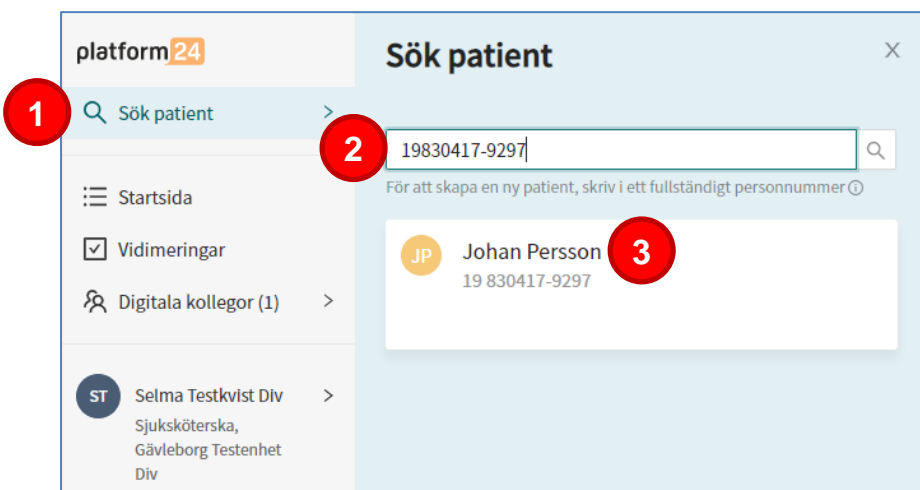 platform24
1
Sök patient
Startsida
Vidimeringar
Digitala kollegor (1)
ST
Selma Testkvist Div
Sjuksköterska,
Gävleborg Testenhet
Div
Sök patient
2
19830417-9297
För att skapa en ny patient, skriv i ett fullständigt personnummer
JP
Johan Persson
3
19 830417-9297